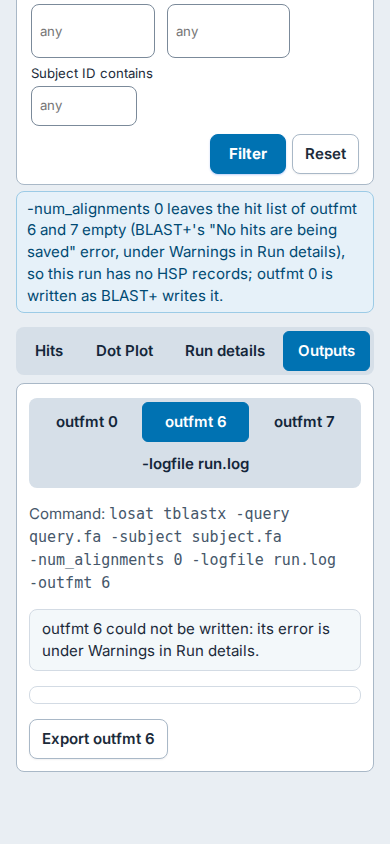 any any
Subject ID contains
any
Filter Reset
-num_alignments 0 leaves the hit list of outfmt
6 and 7 empty (BLAST+'s "No hits are being
saved" error, under Warnings in Run details),
so this run has no HSP records; outfmt 0 is
written as BLAST+ writes it.
Hits Dot Plot Run details Outputs
outfmt 0 outfmt 6 outfmt 7
-logfile run.log
Command: losat tblastx -query
query.fa -subject subject.fa
-num_alignments 0 -logfile run.log
-outfmt 6
outfmt 6 could not be written: its error is
under Warnings in Run details.
Export outfmt 6